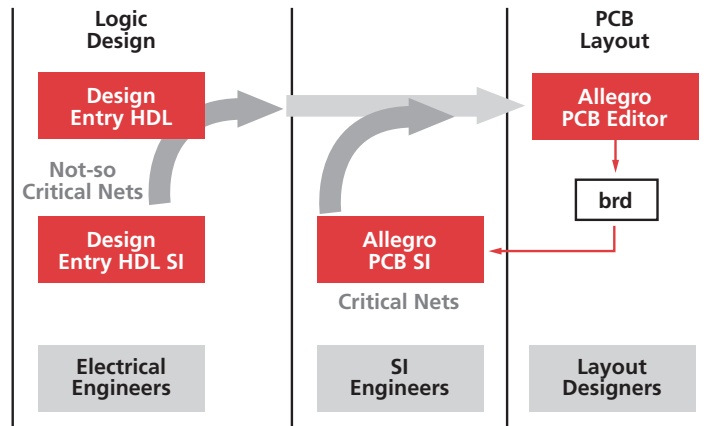 Logic
Design
PCB
Layout
Design
Entry HDL
Allegro
PCB Editor
Not-so
Critical Nets
brd
Design
Entry HDL SI
Allegro
PCB SI
Critical Nets
Electrical
Engineers
SI
Engineers
Layout
Designers